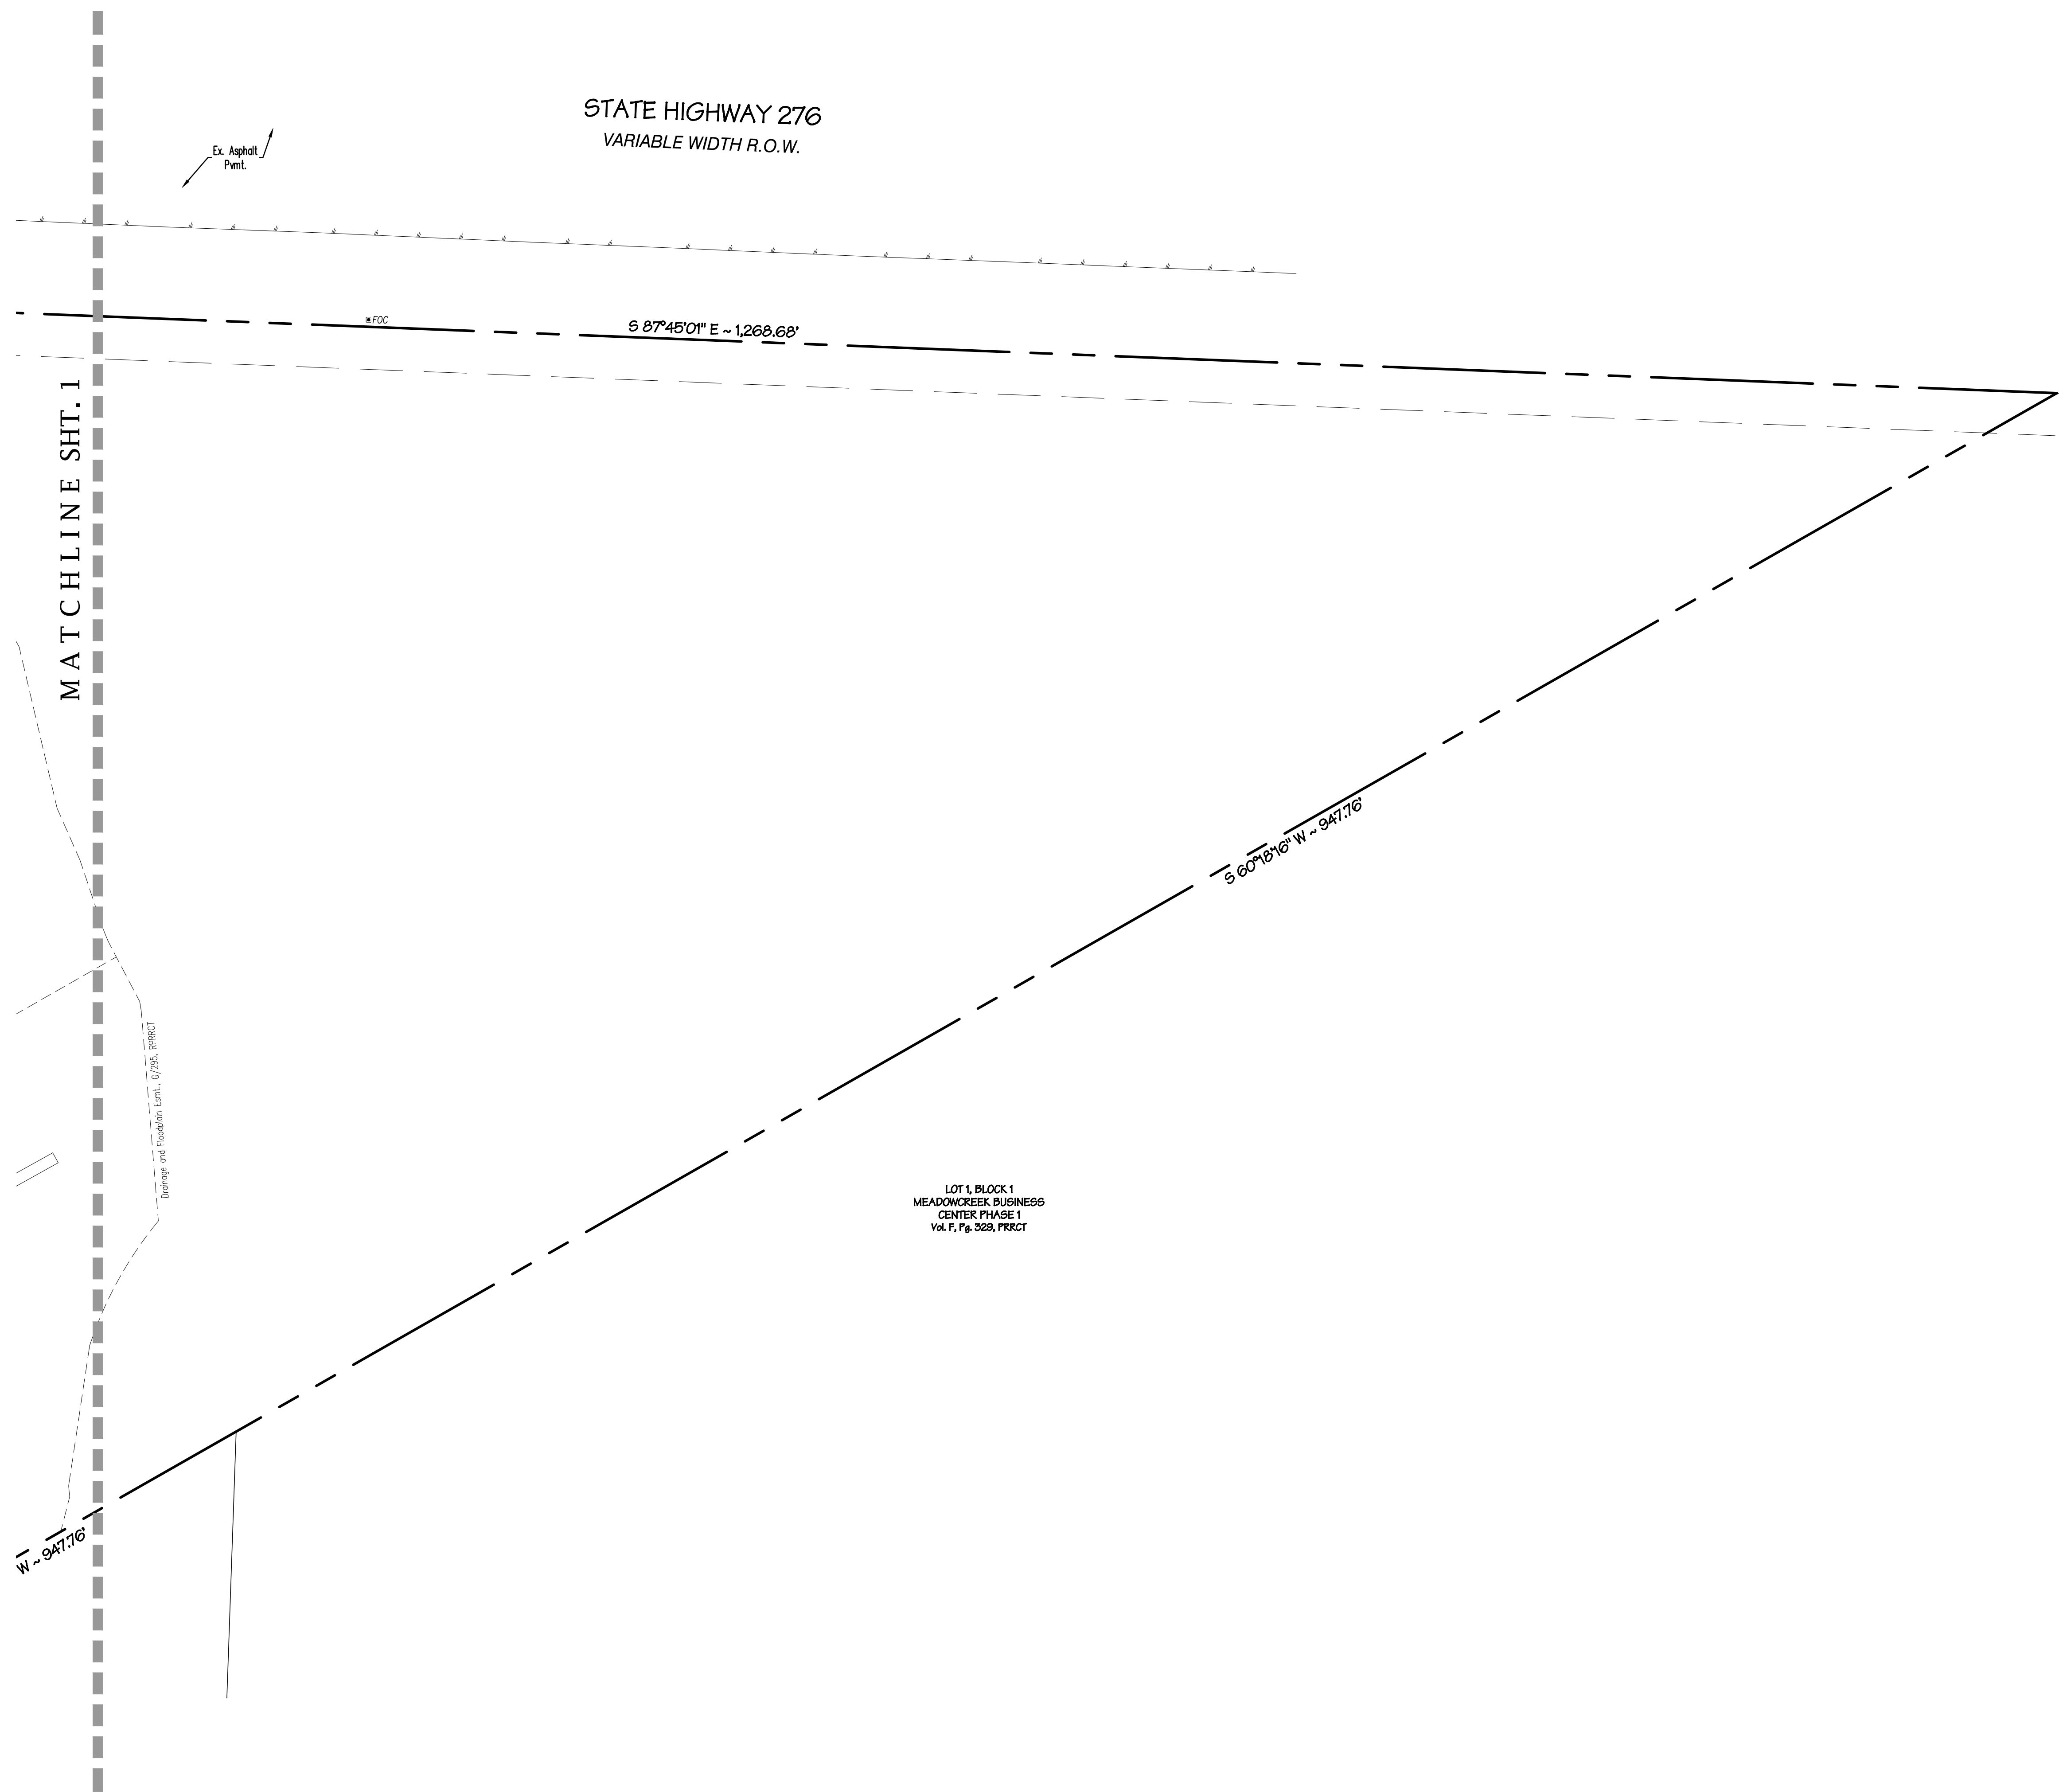 STATE HIGHWAY 276
VARIABLE WIDTH R.O.W.
Ex. Asphalt
Pvmt.
FOC
S 87°45'01" E ~ 1,268.68'
MATCHLINE SHT. 1
S 60°18'16" W ~ 947.76'
Drainage and Floodplain Esmt., G/295, RPRRCT
LOT 1, BLOCK 1
MEADOWCREEK BUSINESS
CENTER PHASE 1
Vol. F, Pg. 329, PRRCT
W ~ 947.76'